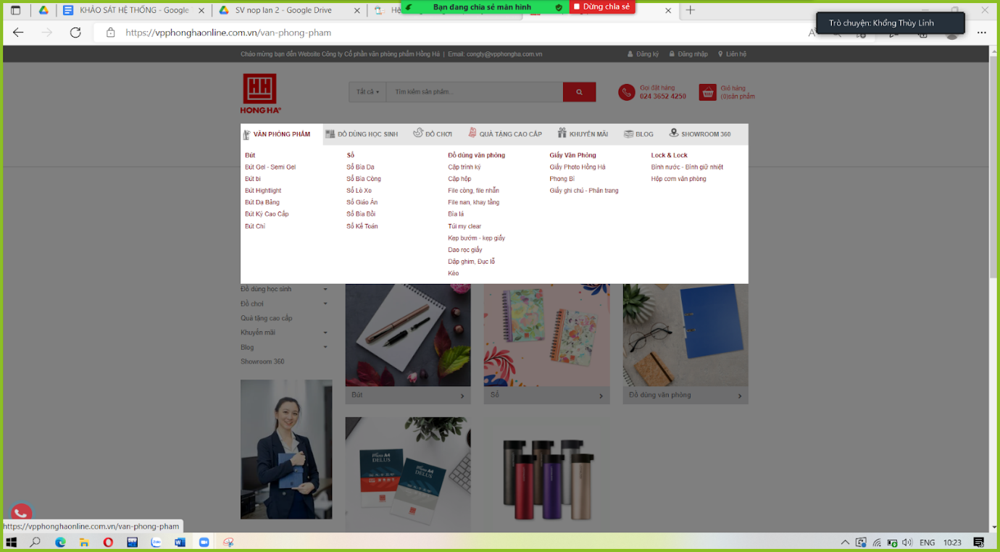 KHẢO SÁT HỆ THỐNG - Google
SV nop lan 2 - Google Drive
Bạn đang chia sẻ màn hình
Dừng chia sẻ
Trò chuyện: Khổng Thùy Linh
https://vpphonghaonline.com.vn/van-phong-pham
Chào mừng bạn đến Website Công ty Cổ phần văn phòng phẩm Hồng Hà | Email: congty@vpphongha.com.vn
Đăng ký
Đăng nhập
Liên hệ
HONG HA
Tất cả
Tìm kiếm sản phẩm...
Gọi đặt hàng
024 3652 4250
Giỏ hàng
(0)sản phẩm
VĂN PHÒNG PHẨM
ĐỒ DÙNG HỌC SINH
ĐỒ CHƠI
QUÀ TẶNG CAO CẤP
KHUYẾN MÃI
BLOG
SHOWROOM 360
Bút
Bút Gel - Semi Gel
Bút bi
Bút Hightlight
Bút Dạ Bảng
Bút Ký Cao Cấp
Bút Chì
Sổ
Sổ Bìa Da
Sổ Bìa Còng
Sổ Lò Xo
Sổ Giáo Án
Sổ Bìa Bồi
Sổ Kế Toán
Đồ dùng văn phòng
Cặp trình ký
Cặp hộp
File còng, file nhẫn
File nan, khay tầng
Bìa lá
Túi my clear
Kẹp bướm - kẹp giấy
Dao rọc giấy
Dập ghim, Đục lỗ
Kéo
Giấy Văn Phòng
Giấy Photo Hồng Hà
Phong Bì
Giấy ghi chú - Phân trang
Lock & Lock
Bình nước - Bình giữ nhiệt
Hộp cơm văn phòng
Đồ dùng học sinh
Đồ chơi
Quà tặng cao cấp
Khuyến mãi
Blog
Showroom 360
Bút
Sổ
Đồ dùng văn phòng
A4
DELUS
A4
DELUS
https://vpphonghaonline.com.vn/van-phong-pham
ENG
10:23